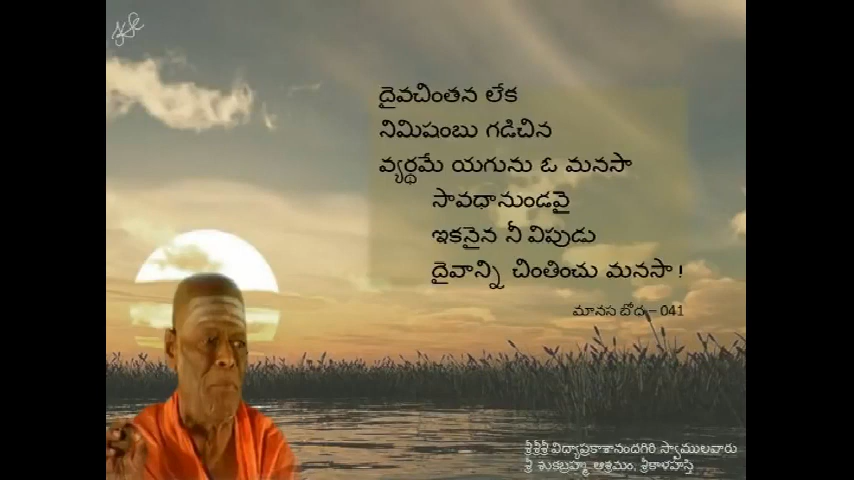 దైవచింతన లేక
నిమిషంబు గడిచిన
వ్యర్థమే యగును ఓ మనసా
సావధానుండవై
ఇకనైన నీ విపుడు
దైవాన్ని చింతించు మనసా !
మానస బోధ – 041
శ్రీశ్రీశ్రీ విద్యాప్రకాశానందగిరి స్వాములవారు
శ్రీ శుకబ్రహ్మ ఆశ్రమం, శ్రీకాళహస్తి